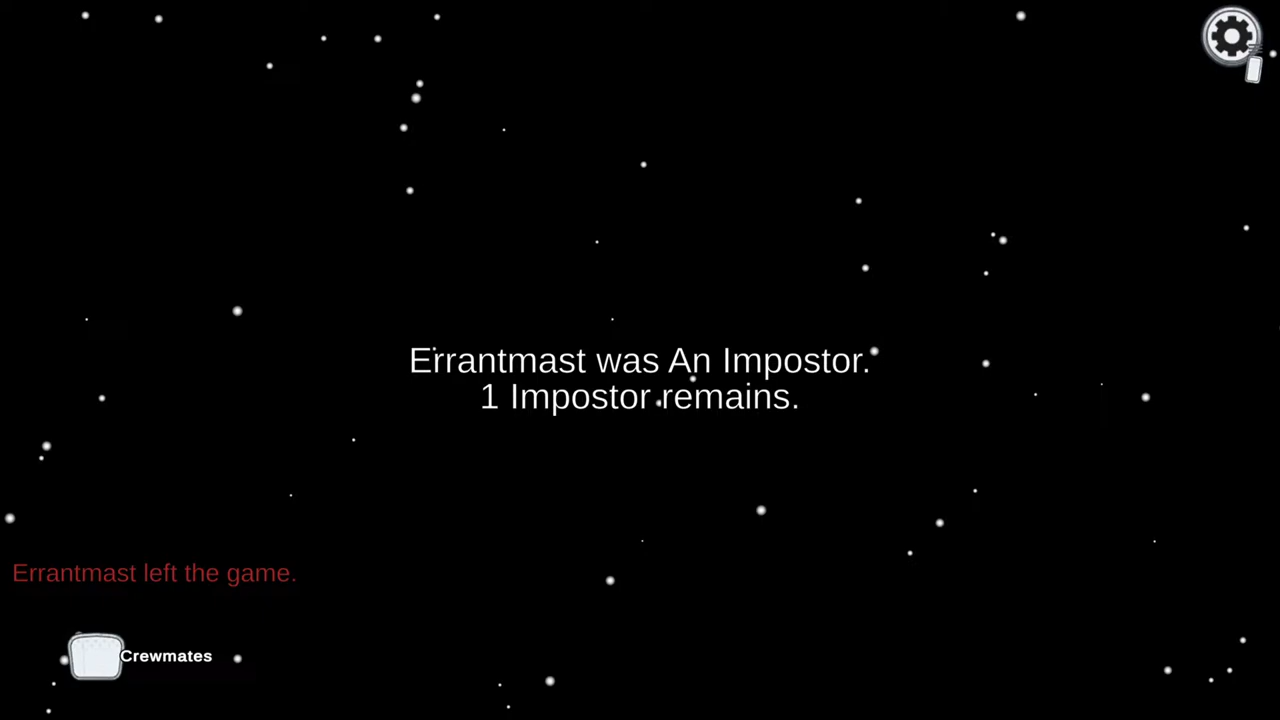 Errantmast was An Impostor.
1 Impostor remains.
Errantmast left the game.
Crewmates